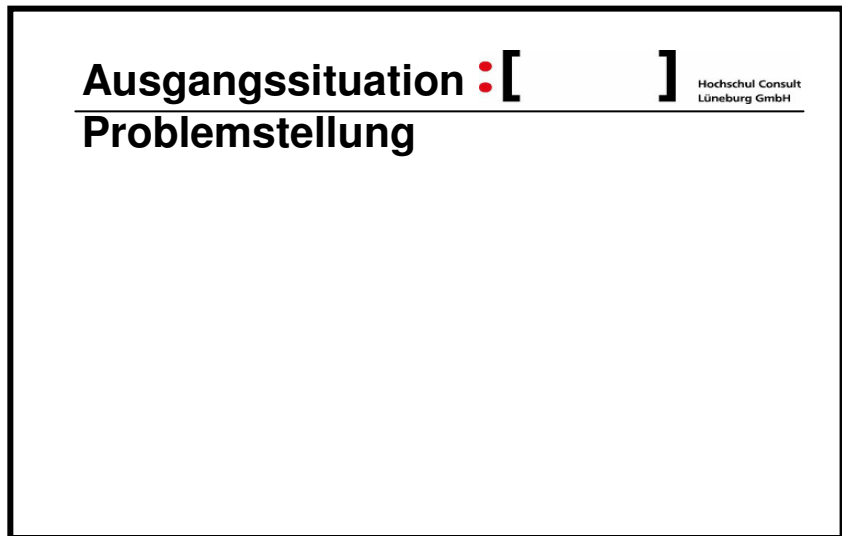 Ausgangssituation :[ ]
Hochschul Consult
Lüneburg GmbH
Problemstellung